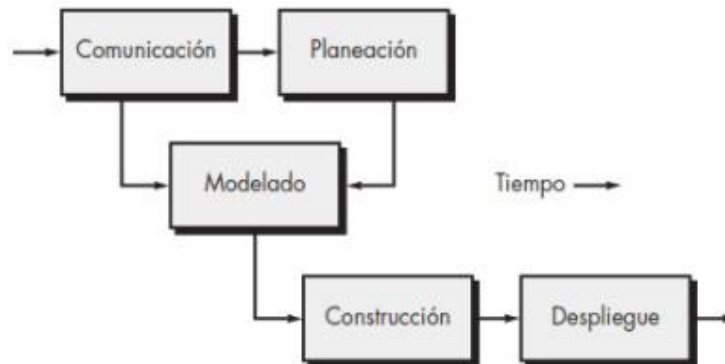 Comunicación
Planeación
Modelado
Tiempo
Construcción
Despliegue